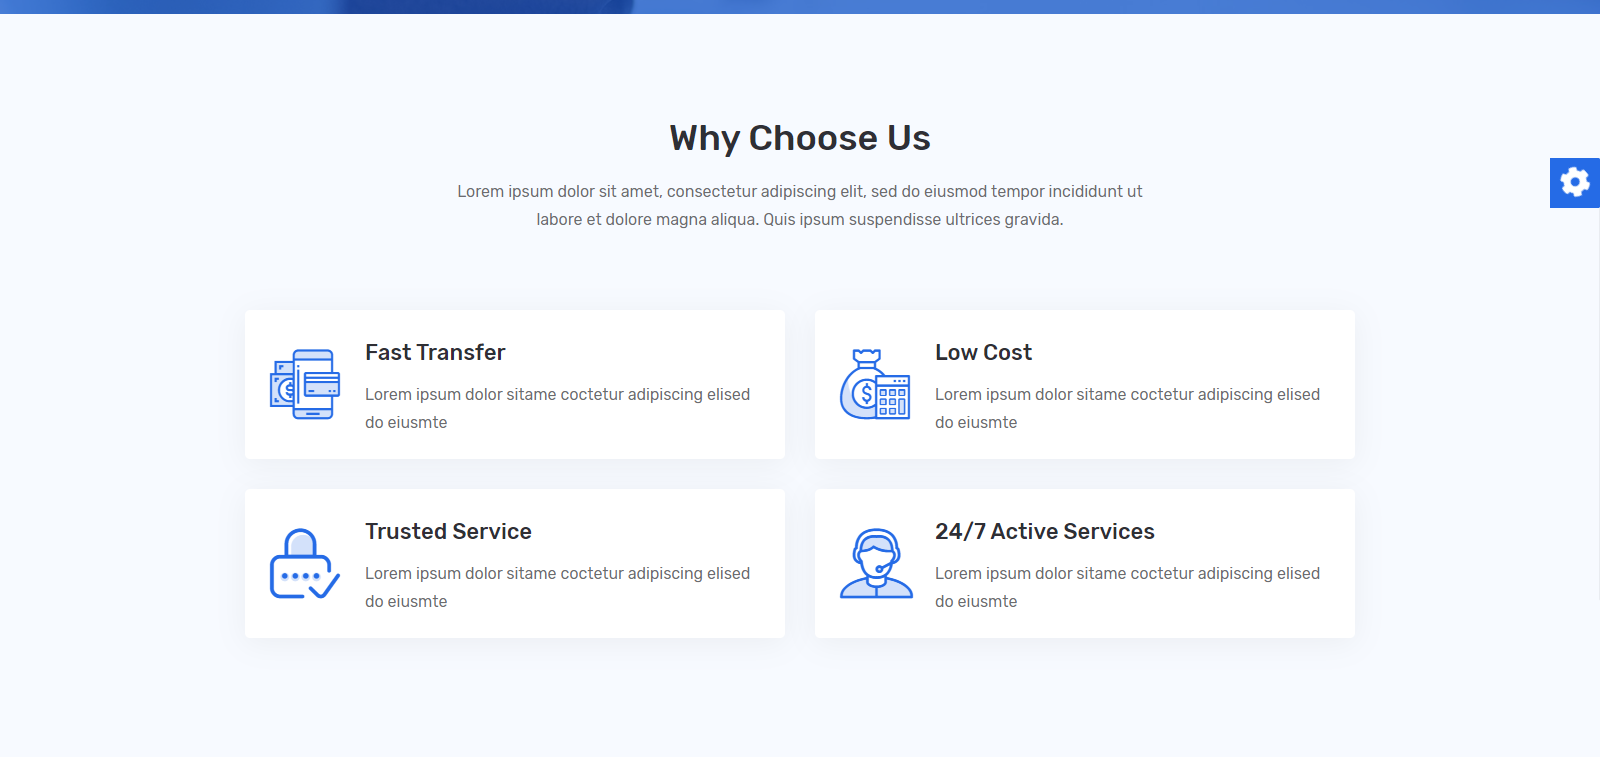 Why Choose Us
Lorem ipsum dolor sit amet, consectetur adipiscing elit, sed do eiusmod tempor incididunt ut
labore et dolore magna aliqua. Quis ipsum suspendisse ultrices gravida.
Fast Transfer
Lorem ipsum dolor sitame coctetur adipiscing elised
do eiusmte
Low Cost
Lorem ipsum dolor sitame coctetur adipiscing elised
do eiusmte
Trusted Service
Lorem ipsum dolor sitame coctetur adipiscing elised
do eiusmte
24/7 Active Services
Lorem ipsum dolor sitame coctetur adipiscing elised
do eiusmte